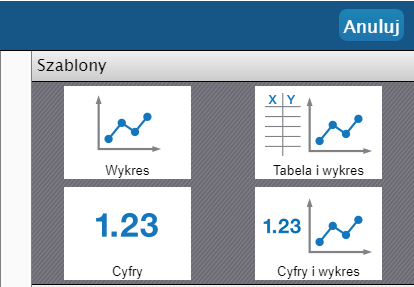 Anuluj
Szablony
Wykres
X Y
Tabela i wykres
1.23
Cyfry
1.23
Cyfry i wykres